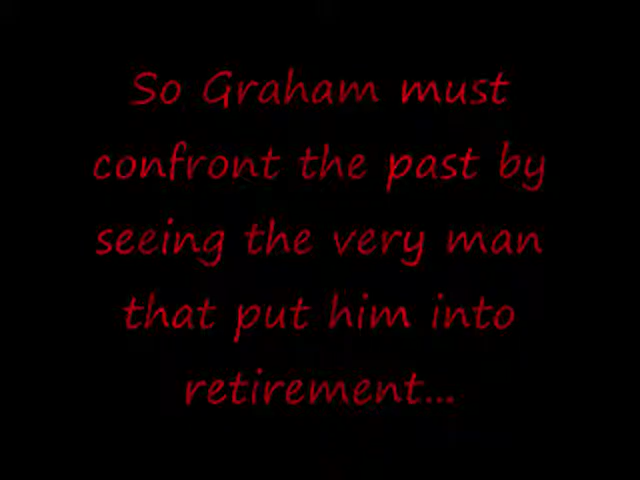 So Graham must
confront the past by
seeing the very man
that put him into
retirement...